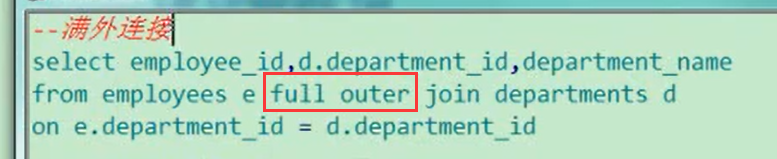 --满外连接
select employee_id,d.department_id,department_name
from employees e full outer join departments d
on e.department_id = d.department_id